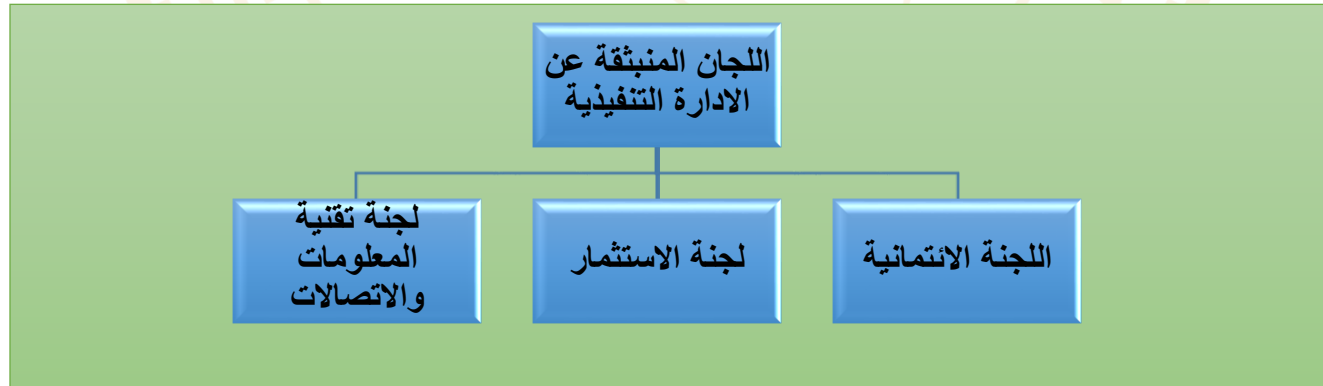 اللجان المنبثقة عن
الادارة التنفيذية
اللجنة الائتمانية
لجنة الاستثمار
لجنة تقنية
المعلومات
والاتصالات